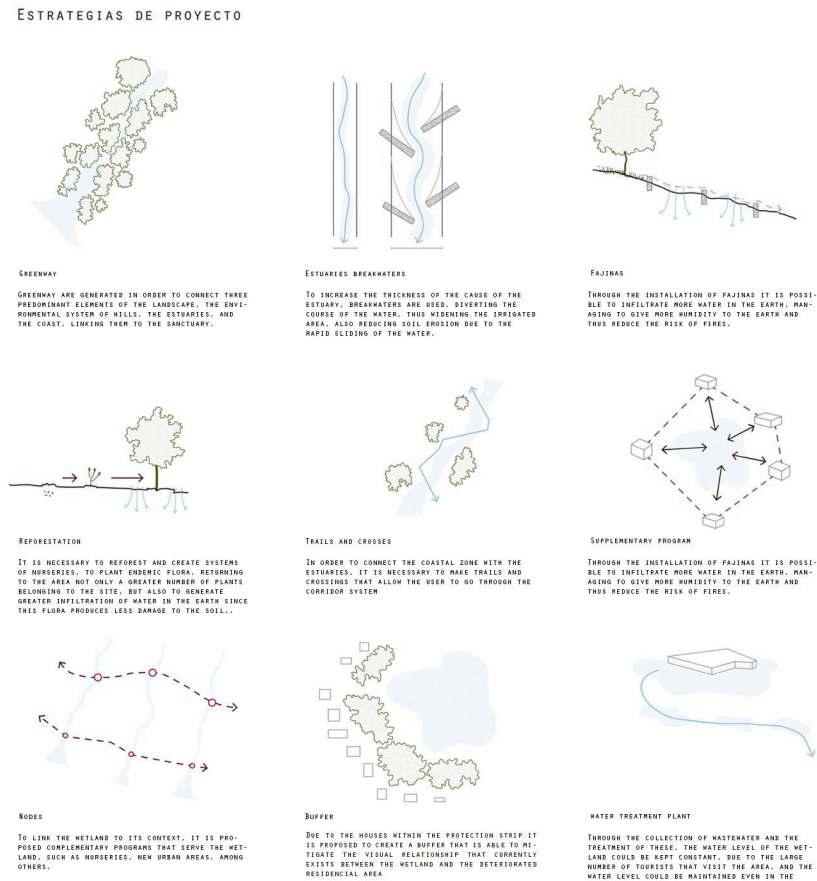 ESTRATEGIAS DE PROYECTO
GREENWAY
GREENWAY ARE GENERATED IN ORDER TO CONNECT THREE
PREDOMINANT ELEMENTS OF THE LANDSCAPE, THE ENVI-
RONMENTAL SYSTEM OF HILLS, THE ESTUARIES, AND
THE COAST, LINKING THEM TO THE SANCTUARY.
ESTUARIES BREAKWATERS
TO INCREASE THE THICKNESS OF THE CAUSE OF THE
ESTUARY, BREAKWATERS ARE USED, DIVERTING THE
COURSE OF THE WATER, THUS WIDENING THE IRRIGATED
AREA, ALSO REDUCING SOIL EROSION DUE TO THE
RAPID SLIDING OF THE WATER.
FAJINAS
THROUGH THE INSTALLATION OF FAJINAS IT IS POSSI-
BLE TO INFILTRATE MORE WATER IN THE EARTH, MAN-
AGING TO GIVE MORE HUMIDITY TO THE EARTH AND
THUS REDUCE THE RISK OF FIRES.
REFORESTATION
IT IS NECESSARY TO REFOREST AND CREATE SYSTEMS
OF NURSERIES, TO PLANT ENDEMIC FLORA, RETURNING
TO THE AREA NOT ONLY A GREATER NUMBER OF PLANTS
BELONGING TO THE SITE, BUT ALSO TO GENERATE
GREATER INFILTRATION OF WATER IN THE EARTH SINCE
THIS FLORA PRODUCES LESS DAMAGE TO THE SOIL..
TRAILS AND CROSSES
IN ORDER TO CONNECT THE COASTAL ZONE WITH THE
ESTUARIES, IT IS NECESSARY TO MAKE TRAILS AND
CROSSINGS THAT ALLOW THE USER TO GO THROUGH THE
CORRIDOR SYSTEM
SUPPLEMENTARY PROGRAM
THROUGH THE INSTALLATION OF FAJINAS IT IS POSSI-
BLE TO INFILTRATE MORE WATER IN THE EARTH, MAN-
AGING TO GIVE MORE HUMIDITY TO THE EARTH AND
THUS REDUCE THE RISK OF FIRES.
NODES
TO LINK THE WETLAND TO ITS CONTEXT, IT IS PRO-
POSED COMPLEMENTARY PROGRAMS THAT SERVE THE WET-
LAND, SUCH AS NURSERIES, NEW URBAN AREAS, AMONG
OTHERS.
BUFFER
DUE TO THE HOUSES WITHIN THE PROTECTION STRIP IT
IS PROPOSED TO CREATE A BUFFER THAT IS ABLE TO MI-
TIGATE THE VISUAL RELATIONSHIP THAT CURRENTLY
EXISTS BETWEEN THE WETLAND AND THE DETERIORATED
RESIDENCIAL AREA
WATER TREATMENT PLANT
THROUGH THE COLLECTION OF WASTEWATER AND THE
TREATMENT OF THESE, THE WATER LEVEL OF THE WET-
LAND COULD BE KEPT CONSTANT, DUE TO THE LARGE
NUMBER OF TOURISTS THAT VISIT THE AREA, AND THE
WATER LEVEL COULD BE MAINTAINED EVEN IN THE